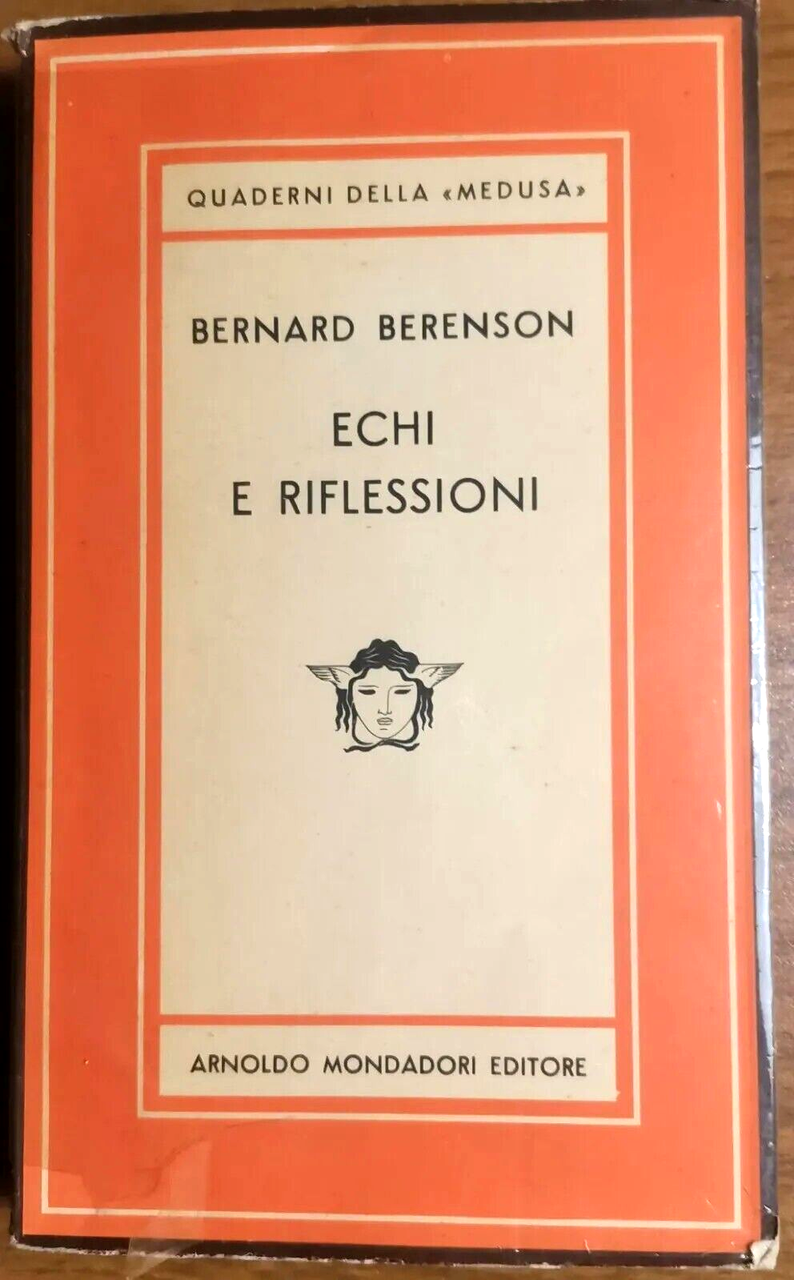 QUADERNI DELLA «MEDUSA»
BERNARD BERENSON
ECHI
E RIFLESSIONI
ARNOLDO MONDADORI EDITORE